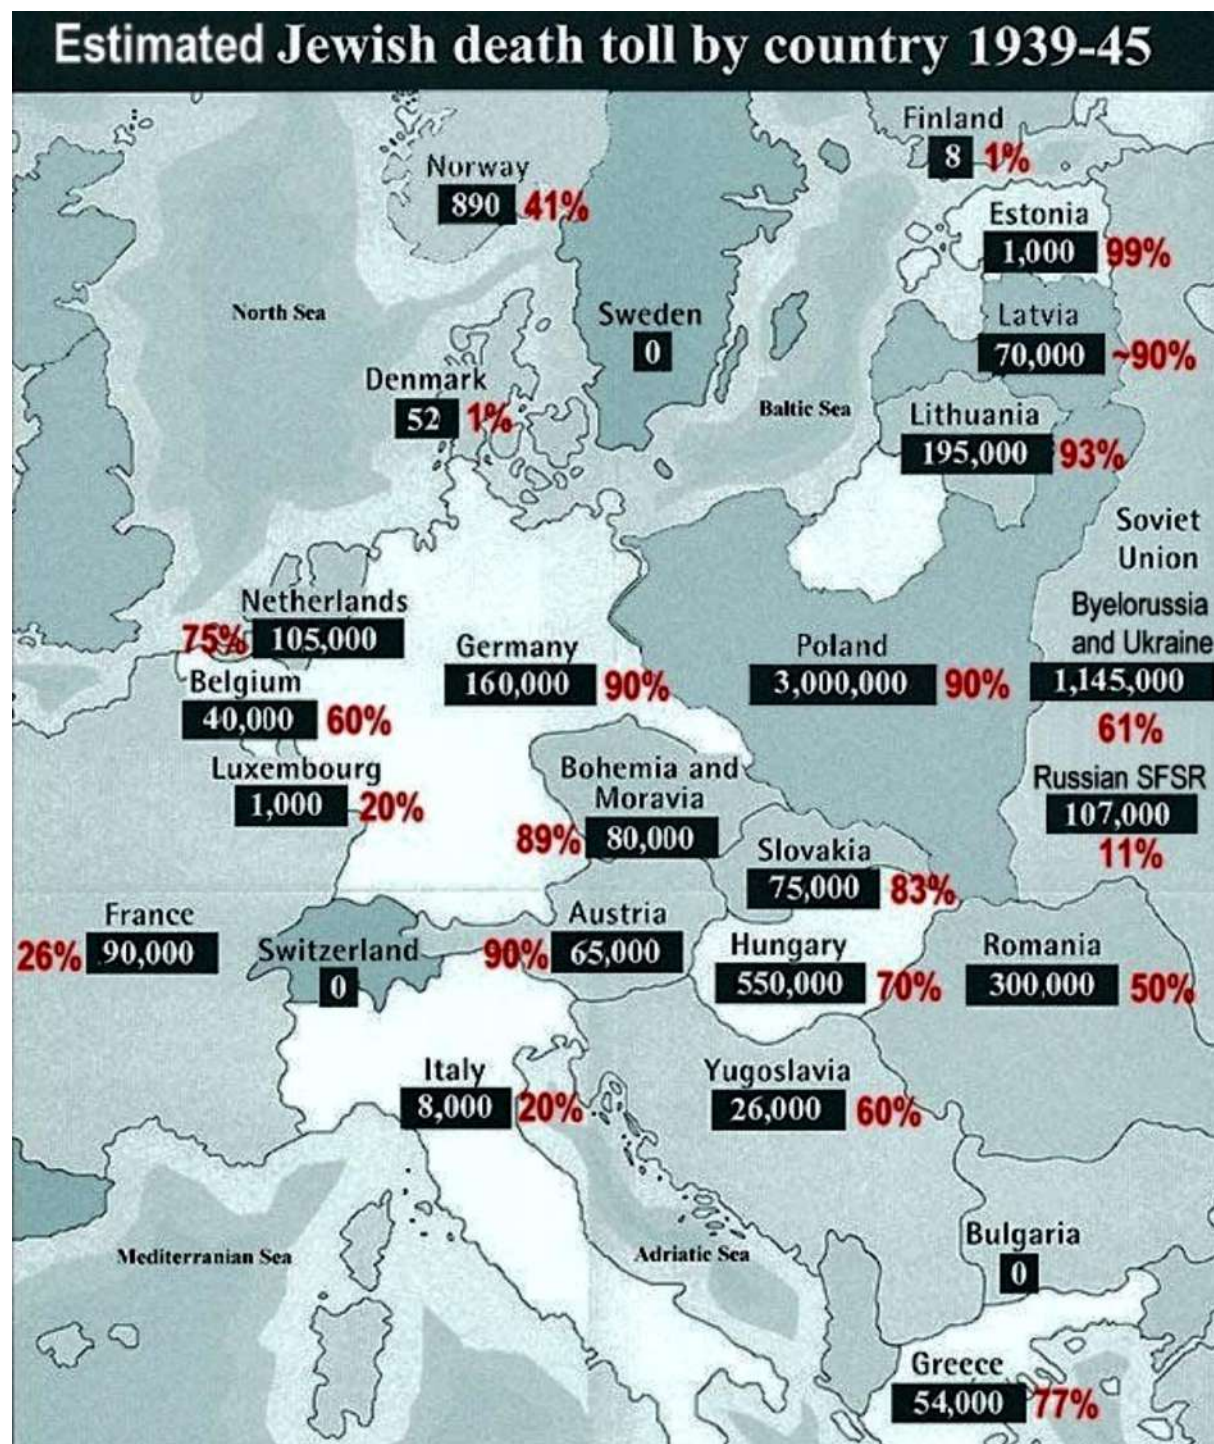 Estimated Jewish death toll by country 1939-45
Finland
8 1%
Norway
890 41%
Estonia
1,000 99%
North Sea
Sweden
0
Latvia
70,000 ~90%
Denmark
52 1%
Baltic Sea
Lithuania
195,000 93%
Soviet
Union
Netherlands
75% 105,000
Byelorussia
and Ukraine
1,145,000
61%
Germany
160,000 90%
Poland
3,000,000 90%
Belgium
40,000 60%
Luxembourg
1,000 20%
Bohemia and
Moravia
89% 80,000
Russian SFSR
107,000
11%
Slovakia
75,000 83%
France
26% 90,000
Switzerland
0
Austria
90% 65,000
Hungary
550,000 70%
Romania
300,000 50%
Italy
8,000 20%
Yugoslavia
26,000 60%
Mediterranean Sea
Adriatic Sea
Bulgaria
0
Greece
54,000 77%